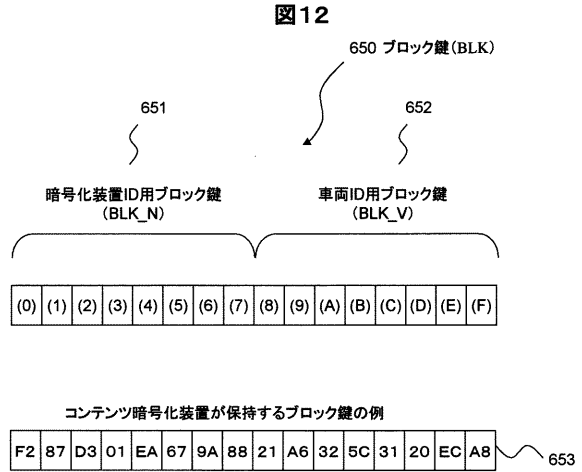 図12
650 ブロック鍵(BLK)
651
652
暗号化装置ID用ブロック鍵
(BLK_N)
車両ID用ブロック鍵
(BLK_V)
(0) (1) (2) (3) (4) (5) (6) (7) (8) (9) (A) (B) (C) (D) (E) (F)
コンテンツ暗号化装置が保持するブロック鍵の例
F2 87 D3 01 EA 67 9A 88 21 A6 32 5C 31 20 EC A8
653